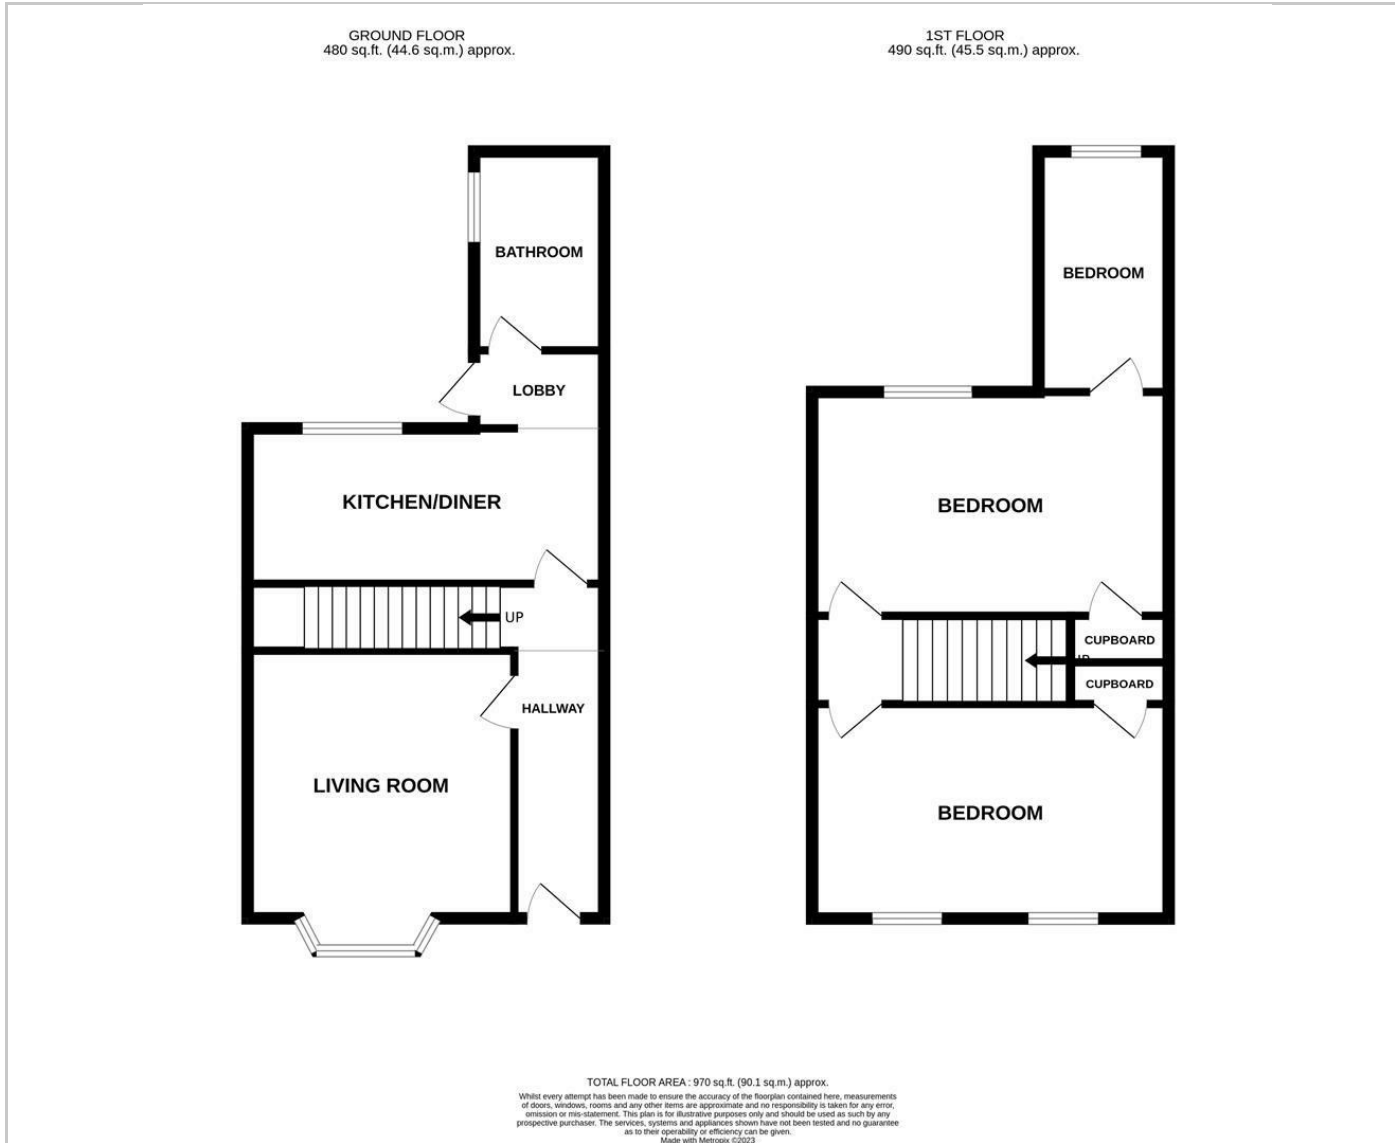 GROUND FLOOR
480 sq.ft. (44.6 sq.m.) approx.
1ST FLOOR
490 sq.ft. (45.5 sq.m.) approx.
BATHROOM
LOBBY
KITCHEN/DINER
UP
HALLWAY
LIVING ROOM
BEDROOM
BEDROOM
CUPBOARD
UP
CUPBOARD
BEDROOM
TOTAL FLOOR AREA : 970 sq.ft. (90.1 sq.m.) approx.
Whilst every attempt has been made to ensure the accuracy of the floorplan contained here, measurements
of doors, windows, rooms and any other items are approximate and no responsibility is taken for any error,
omission or mis-statement. This plan is for illustrative purposes only and should be used as such by any
prospective purchaser. The services, systems and appliances shown have not been tested and no guarantee
as to their operability or efficiency can be given.
Made with Metropix ©2023